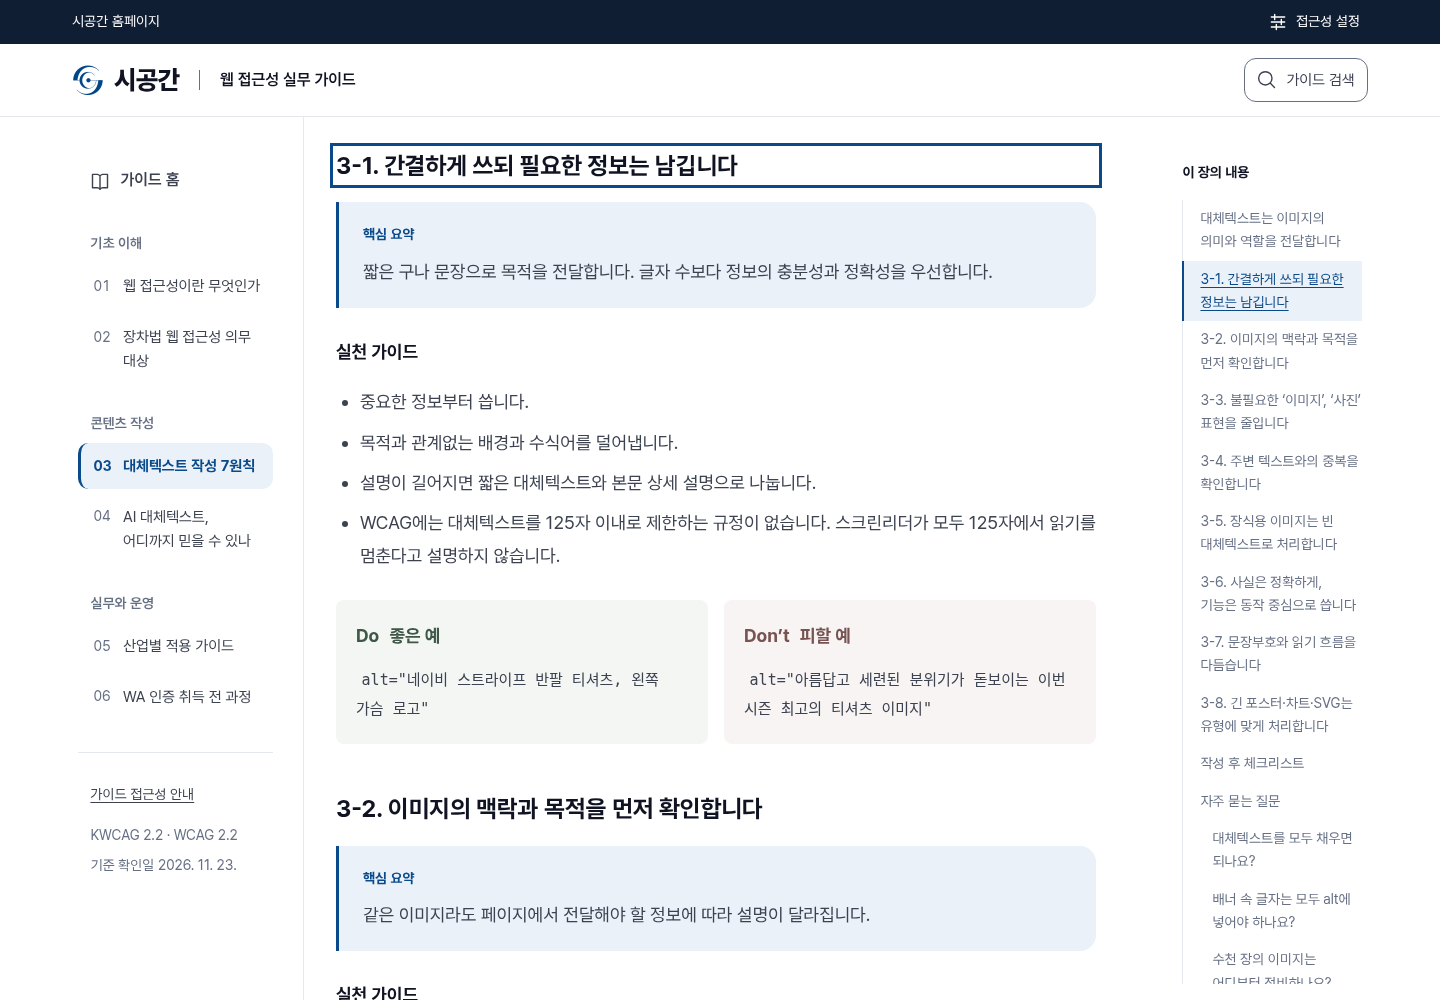 시공간 홈페이지
접근성 설정
시공간
웹 접근성 실무 가이드
가이드 검색
가이드 홈
기초 이해
01 웹 접근성이란 무엇인가
02 장차법 웹 접근성 의무
대상
콘텐츠 작성
03 대체텍스트 작성 7원칙
04 AI 대체텍스트,
어디까지 믿을 수 있나
실무와 운영
05 산업별 적용 가이드
06 WA 인증 취득 전 과정
가이드 접근성 안내
KWCAG 2.2 · WCAG 2.2
기준 확인일 2026. 11. 23.
3-1. 간결하게 쓰되 필요한 정보는 남깁니다
핵심 요약
짧은 구나 문장으로 목적을 전달합니다. 글자 수보다 정보의 충분성과 정확성을 우선합니다.
실천 가이드
중요한 정보부터 씁니다.
목적과 관계없는 배경과 수식어를 덜어냅니다.
설명이 길어지면 짧은 대체텍스트와 본문 상세 설명으로 나눕니다.
WCAG에는 대체텍스트를 125자 이내로 제한하는 규정이 없습니다. 스크린리더가 모두 125자에서 읽기를
멈춘다고 설명하지 않습니다.
Do 좋은 예
alt="네이비 스트라이프 반팔 티셔츠, 왼쪽
가슴 로고"
Don’t 피할 예
alt="아름답고 세련된 분위기가 돋보이는 이번
시즌 최고의 티셔츠 이미지"
3-2. 이미지의 맥락과 목적을 먼저 확인합니다
핵심 요약
같은 이미지라도 페이지에서 전달해야 할 정보에 따라 설명이 달라집니다.
실천 가이드
이 장의 내용
대체텍스트는 이미지의
의미와 역할을 전달합니다
3-1. 간결하게 쓰되 필요한
정보는 남깁니다
3-2. 이미지의 맥락과 목적을
먼저 확인합니다
3-3. 불필요한 ‘이미지’, ‘사진’
표현을 줄입니다
3-4. 주변 텍스트와의 중복을
확인합니다
3-5. 장식용 이미지는 빈
대체텍스트로 처리합니다
3-6. 사실은 정확하게,
기능은 동작 중심으로 씁니다
3-7. 문장부호와 읽기 흐름을
다듬습니다
3-8. 긴 포스터·차트·SVG는
유형에 맞게 처리합니다
작성 후 체크리스트
자주 묻는 질문
대체텍스트를 모두 채우면
되나요?
배너 속 글자는 모두 alt에
넣어야 하나요?
수천 장의 이미지는
어디부터 정비하나요?